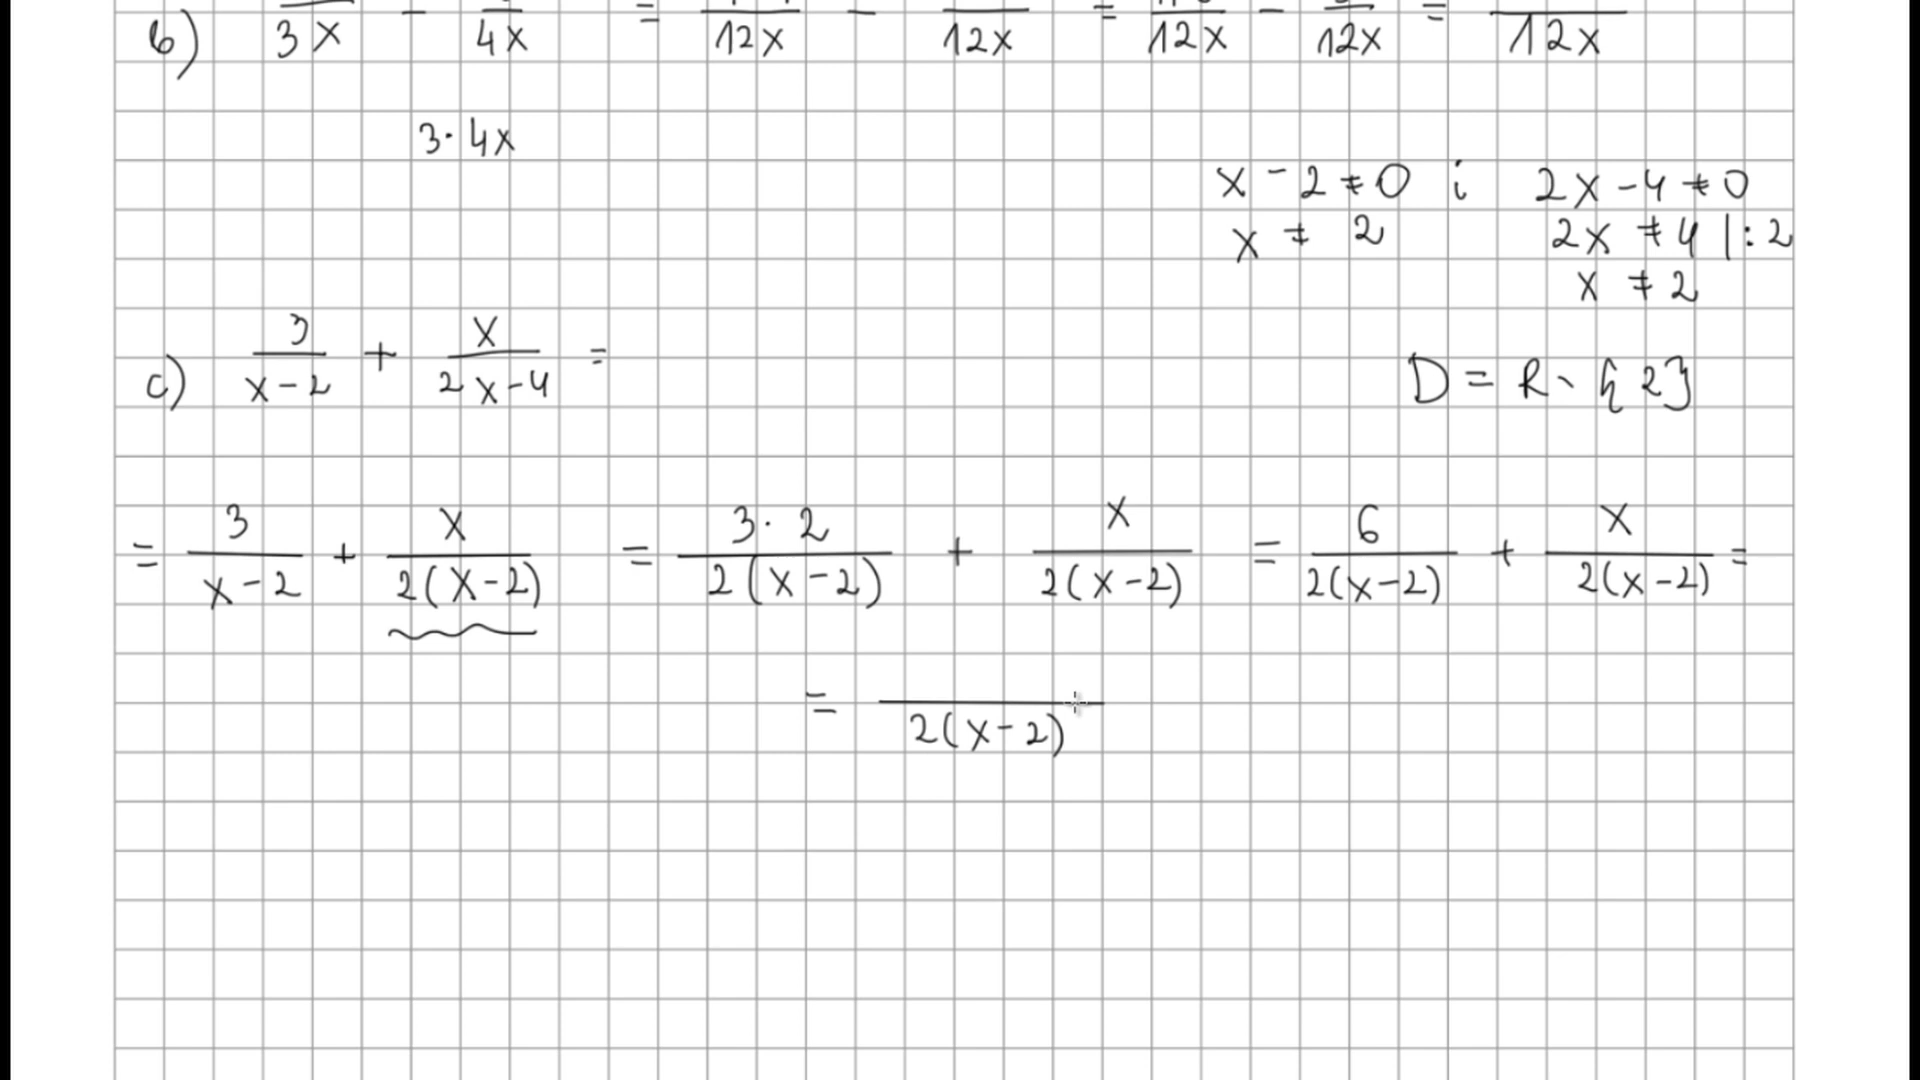 6) 3x - 4x = 12x - 12x = 12x - 12x = 12x
3·4x
x-2≠0 i 2x-4≠0
x ≠ 2 2x ≠ 4 |:2
x ≠ 2
c) 3/(x-2) + x/(2x-4) =
D = R \ {2}
= 3/(x-2) + x/(2(x-2)) = 3·2/(2(x-2)) + x/(2(x-2)) = 6/(2(x-2)) + x/(2(x-2)) =
= /(2(x-2))